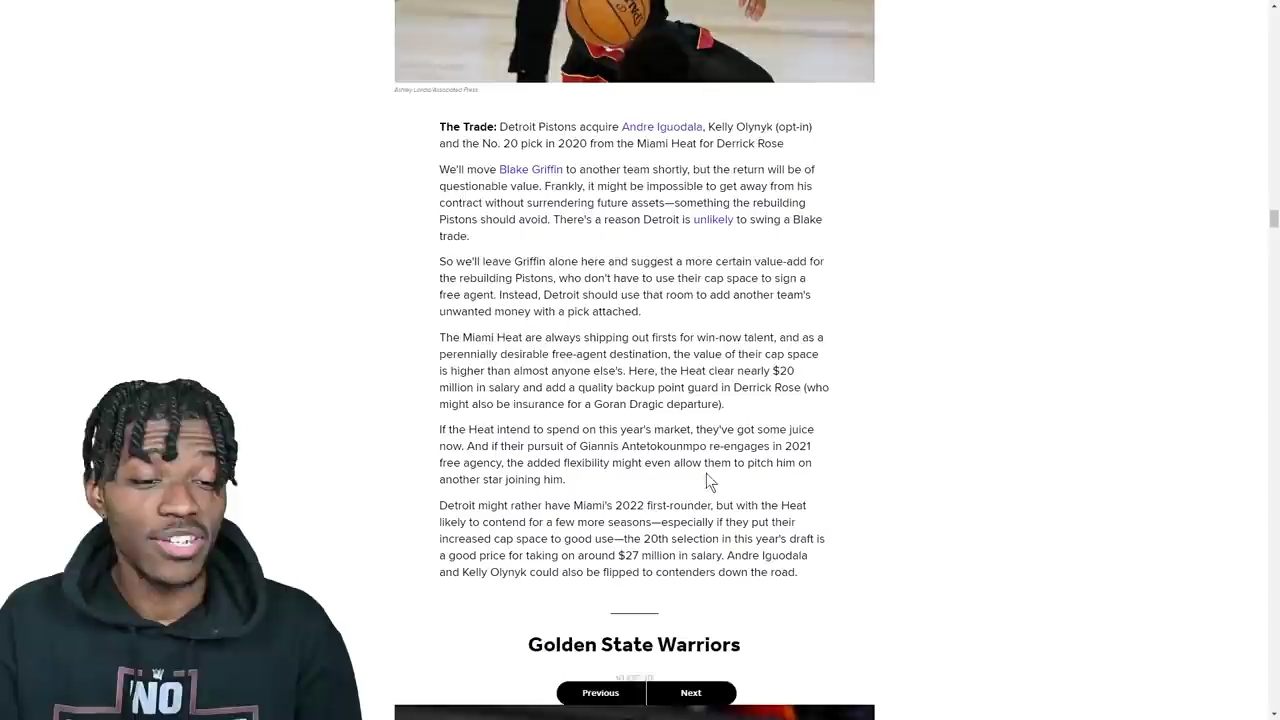 SPALDING
Ashley Landis/Associated Press
The Trade: Detroit Pistons acquire Andre Iguodala, Kelly Olynyk (opt-in)
and the No. 20 pick in 2020 from the Miami Heat for Derrick Rose
We'll move Blake Griffin to another team shortly, but the return will be of
questionable value. Frankly, it might be impossible to get away from his
contract without surrendering future assets—something the rebuilding
Pistons should avoid. There's a reason Detroit is unlikely to swing a Blake
trade.
So we'll leave Griffin alone here and suggest a more certain value-add for
the rebuilding Pistons, who don't have to use their cap space to sign a
free agent. Instead, Detroit should use that room to add another team's
unwanted money with a pick attached.
The Miami Heat are always shipping out firsts for win-now talent, and as a
perennially desirable free-agent destination, the value of their cap space
is higher than almost anyone else's. Here, the Heat clear nearly $20
million in salary and add a quality backup point guard in Derrick Rose (who
might also be insurance for a Goran Dragic departure).
If the Heat intend to spend on this year's market, they've got some juice
now. And if their pursuit of Giannis Antetokounmpo re-engages in 2021
free agency, the added flexibility might even allow them to pitch him on
another star joining him.
Detroit might rather have Miami's 2022 first-rounder, but with the Heat
likely to contend for a few more seasons—especially if they put their
increased cap space to good use—the 20th selection in this year's draft is
a good price for taking on around $27 million in salary. Andre Iguodala
and Kelly Olynyk could also be flipped to contenders down the road.
Golden State Warriors
Previous
Next
NO